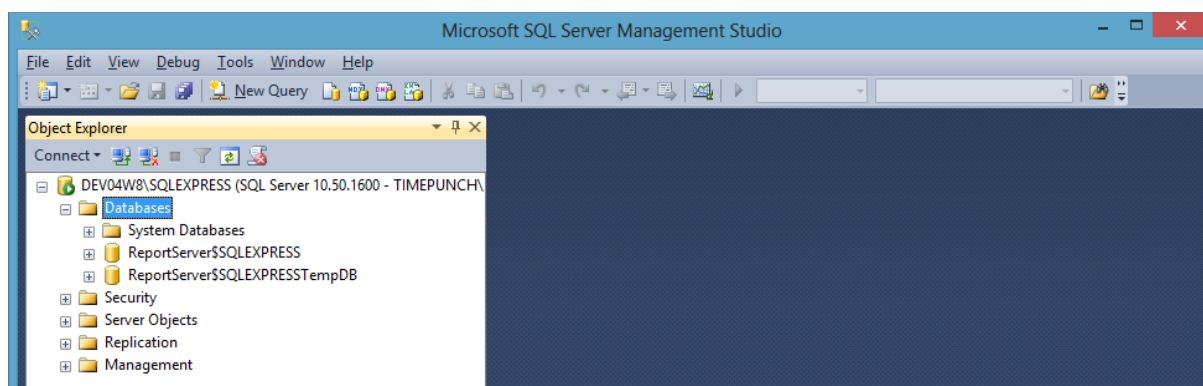 Microsoft SQL Server Management Studio
File Edit View Debug Tools Window Help
New Query
Object Explorer
Connect
DEV04W8\SQLEXPRESS (SQL Server 10.50.1600 - TIMEPUNCH\
Databases
System Databases
ReportServer$SQLEXPRESS
ReportServer$SQLEXPRESSTempDB
Security
Server Objects
Replication
Management